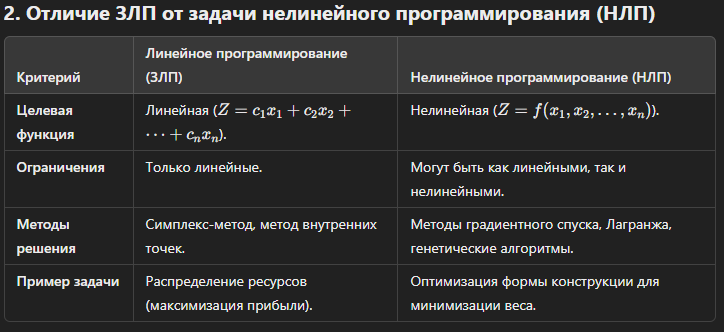 2. Отличие ЗЛП от задачи нелинейного программирования (НЛП)
Критерий
Линейное программирование
(ЗЛП)
Нелинейное программирование (НЛП)
Целевая
функция
Линейная (Z = c₁x₁ + c₂x₂ +
⋯ + cₙxₙ).
Нелинейная (Z = f(x₁, x₂, . . . , xₙ)).
Ограничения
Только линейные.
Могут быть как линейными, так и
нелинейными.
Методы
решения
Симплекс-метод, метод внутренних
точек.
Методы градиентного спуска, Лагранжа,
генетические алгоритмы.
Пример задачи
Распределение ресурсов
(максимизация прибыли).
Оптимизация формы конструкции для
минимизации веса.